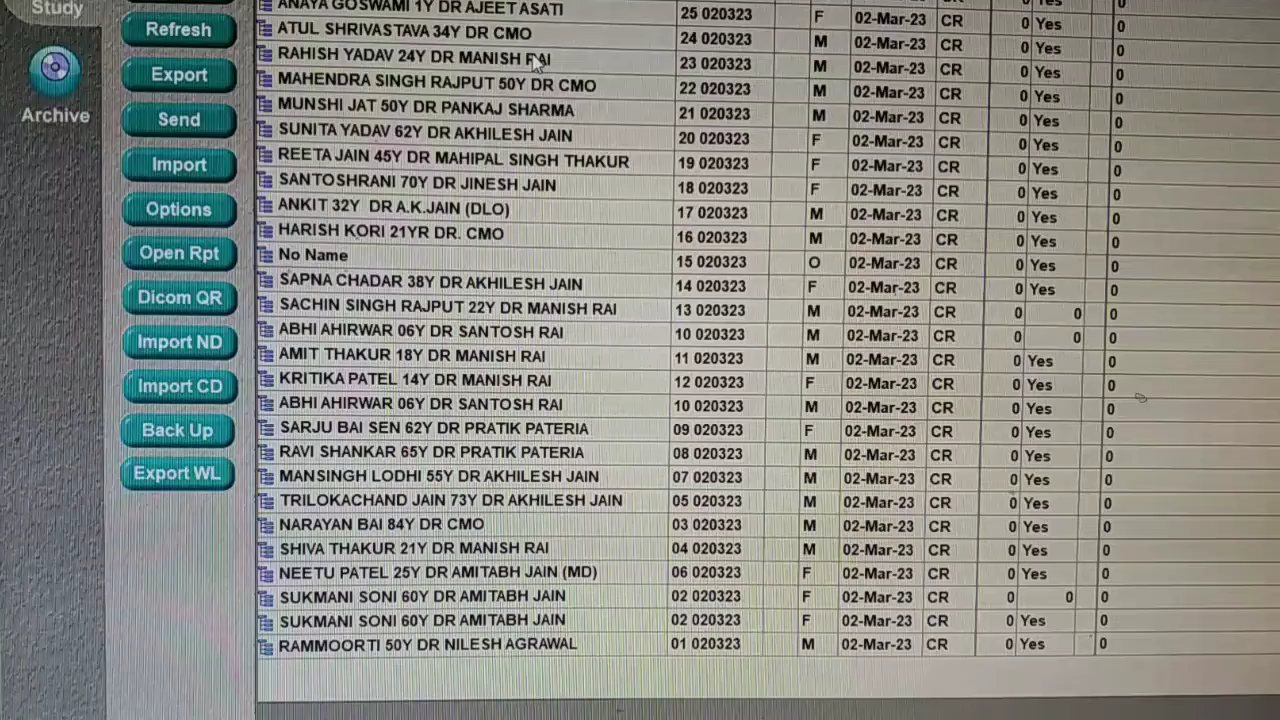 Study
Archive
Refresh
Export
Send
Import
Options
Open Rpt
Dicom QR
Import ND
Import CD
Back Up
Export WL
ANAYA GOSWAMI 1Y DR AJEET ASATI 25 020323 F 02-Mar-23 CR 0 Yes 0
ATUL SHRIVASTAVA 34Y DR CMO 24 020323 M 02-Mar-23 CR 0 Yes 0
RAHISH YADAV 24Y DR MANISH RAI 23 020323 M 02-Mar-23 CR 0 Yes 0
MAHENDRA SINGH RAJPUT 50Y DR CMO 22 020323 M 02-Mar-23 CR 0 Yes 0
MUNSHI JAT 50Y DR PANKAJ SHARMA 21 020323 M 02-Mar-23 CR 0 Yes 0
SUNITA YADAV 62Y DR AKHILESH JAIN 20 020323 F 02-Mar-23 CR 0 Yes 0
REETA JAIN 45Y DR MAHIPAL SINGH THAKUR 19 020323 F 02-Mar-23 CR 0 Yes 0
SANTOSHRANI 70Y DR JINESH JAIN 18 020323 F 02-Mar-23 CR 0 Yes 0
ANKIT 32Y DR A.K.JAIN (DLO) 17 020323 M 02-Mar-23 CR 0 Yes 0
HARISH KORI 21YR DR. CMO 16 020323 M 02-Mar-23 CR 0 Yes 0
No Name 15 020323 O 02-Mar-23 CR 0 Yes 0
SAPNA CHADAR 38Y DR AKHILESH JAIN 14 020323 F 02-Mar-23 CR 0 Yes 0
SACHIN SINGH RAJPUT 22Y DR MANISH RAI 13 020323 M 02-Mar-23 CR 0 0 0
ABHI AHIRWAR 06Y DR SANTOSH RAI 10 020323 M 02-Mar-23 CR 0 0 0
AMIT THAKUR 18Y DR MANISH RAI 11 020323 M 02-Mar-23 CR 0 Yes 0
KRITIKA PATEL 14Y DR MANISH RAI 12 020323 F 02-Mar-23 CR 0 Yes 0
ABHI AHIRWAR 06Y DR SANTOSH RAI 10 020323 M 02-Mar-23 CR 0 Yes 0
SARJU BAI SEN 62Y DR PRATIK PATERIA 09 020323 F 02-Mar-23 CR 0 Yes 0
RAVI SHANKAR 65Y DR PRATIK PATERIA 08 020323 M 02-Mar-23 CR 0 Yes 0
MANSINGH LODHI 55Y DR AKHILESH JAIN 07 020323 M 02-Mar-23 CR 0 Yes 0
TRILOKACHAND JAIN 73Y DR AKHILESH JAIN 05 020323 M 02-Mar-23 CR 0 Yes 0
NARAYAN BAI 84Y DR CMO 03 020323 M 02-Mar-23 CR 0 Yes 0
SHIVA THAKUR 21Y DR MANISH RAI 04 020323 M 02-Mar-23 CR 0 Yes 0
NEETU PATEL 25Y DR AMITABH JAIN (MD) 06 020323 F 02-Mar-23 CR 0 Yes 0
SUKMANI SONI 60Y DR AMITABH JAIN 02 020323 F 02-Mar-23 CR 0 0 0
SUKMANI SONI 60Y DR AMITABH JAIN 02 020323 F 02-Mar-23 CR 0 Yes 0
RAMMOORTI 50Y DR NILESH AGRAWAL 01 020323 M 02-Mar-23 CR 0 Yes 0